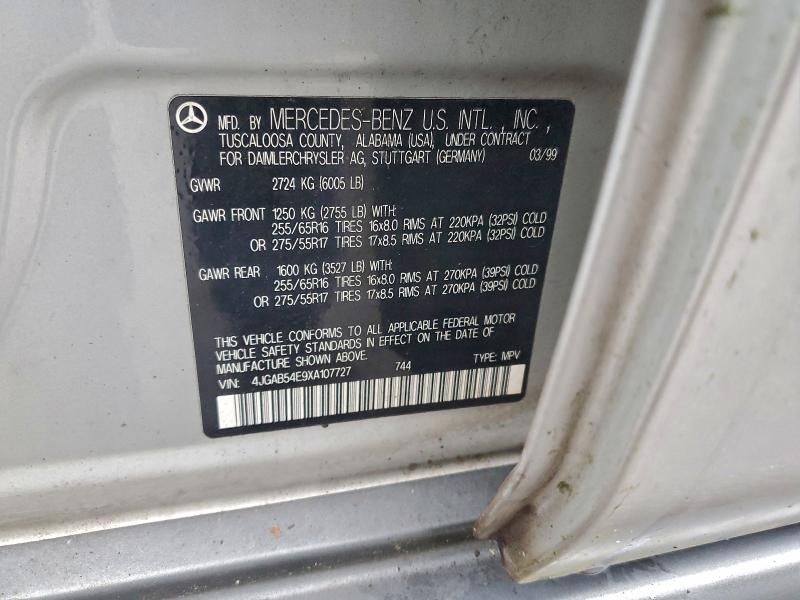 MFD. BY MERCEDES-BENZ U.S. INTL., INC.,
TUSCALOOSA COUNTY, ALABAMA (USA), UNDER CONTRACT
FOR DAIMLERCHRYSLER AG, STUTTGART (GERMANY) 03/99
GVWR 2724 KG (6005 LB)
GAWR FRONT 1250 KG (2755 LB) WITH:
255/65R16 TIRES 16x8.0 RIMS AT 220KPA (32PSI) COLD
OR 275/55R17 TIRES 17x8.5 RIMS AT 220KPA (32PSI) COLD
GAWR REAR 1600 KG (3527 LB) WITH:
255/65R16 TIRES 16x8.0 RIMS AT 270KPA (39PSI) COLD
OR 275/55R17 TIRES 17x8.5 RIMS AT 270KPA (39PSI) COLD
THIS VEHICLE CONFORMS TO ALL APPLICABLE FEDERAL MOTOR
VEHICLE SAFETY STANDARDS IN EFFECT ON THE DATE OF
MANUFACTURE SHOWN ABOVE. 744 TYPE: MPV
VIN: 4JGAB54E9XA107727